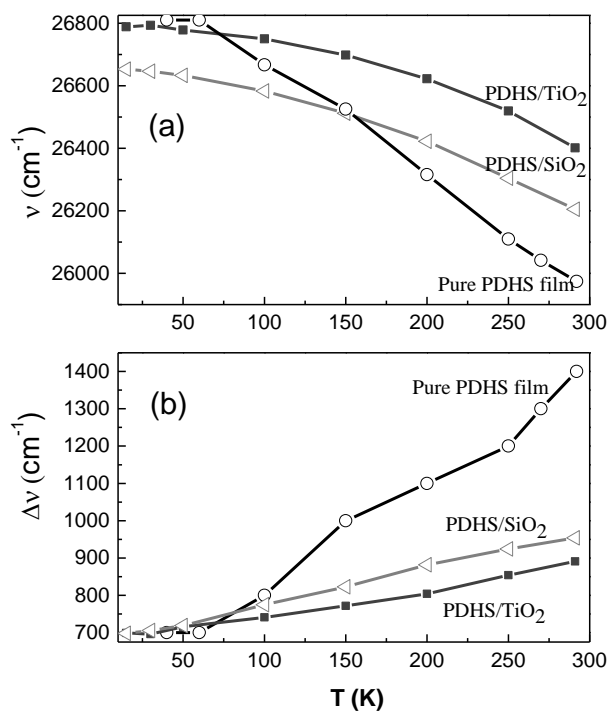 26800
26600
26400
26200
26000
ν (cm⁻¹)
(a)
PDHS/TiO₂
PDHS/SiO₂
Pure PDHS film
50 100 150 200 250 300
1400
1300
1200
1100
1000
900
800
700
Δν (cm⁻¹)
(b)
Pure PDHS film
PDHS/SiO₂
PDHS/TiO₂
50 100 150 200 250 300
T (K)